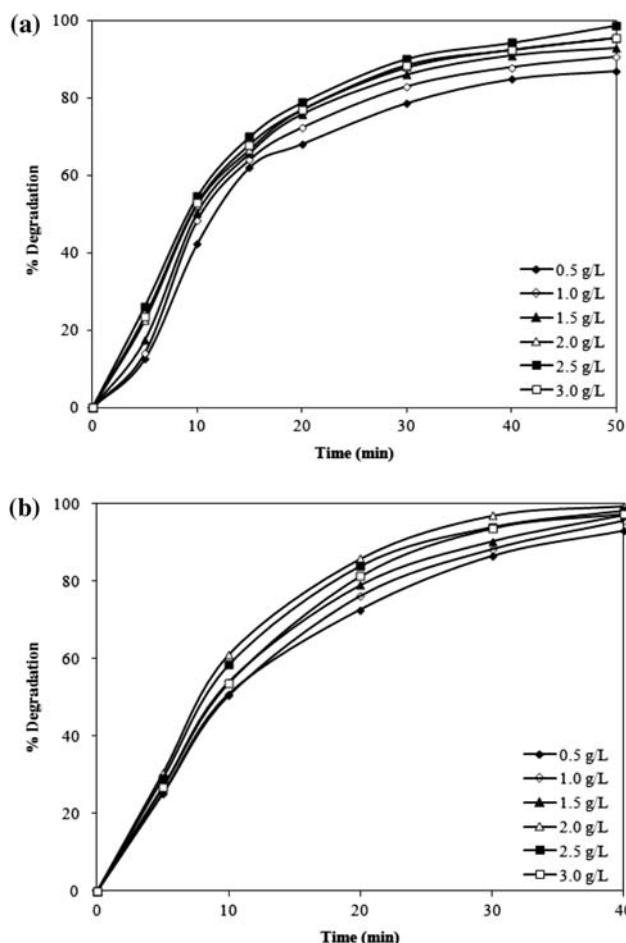 (a)
100
80
60
40
20
0
% Degradation
0.5 g/L
1.0 g/L
1.5 g/L
2.0 g/L
2.5 g/L
3.0 g/L
0 10 20 30 40 50
Time (min)
(b)
100
80
60
40
20
0
% Degradation
0.5 g/L
1.0 g/L
1.5 g/L
2.0 g/L
2.5 g/L
3.0 g/L
0 10 20 30 40
Time (min)